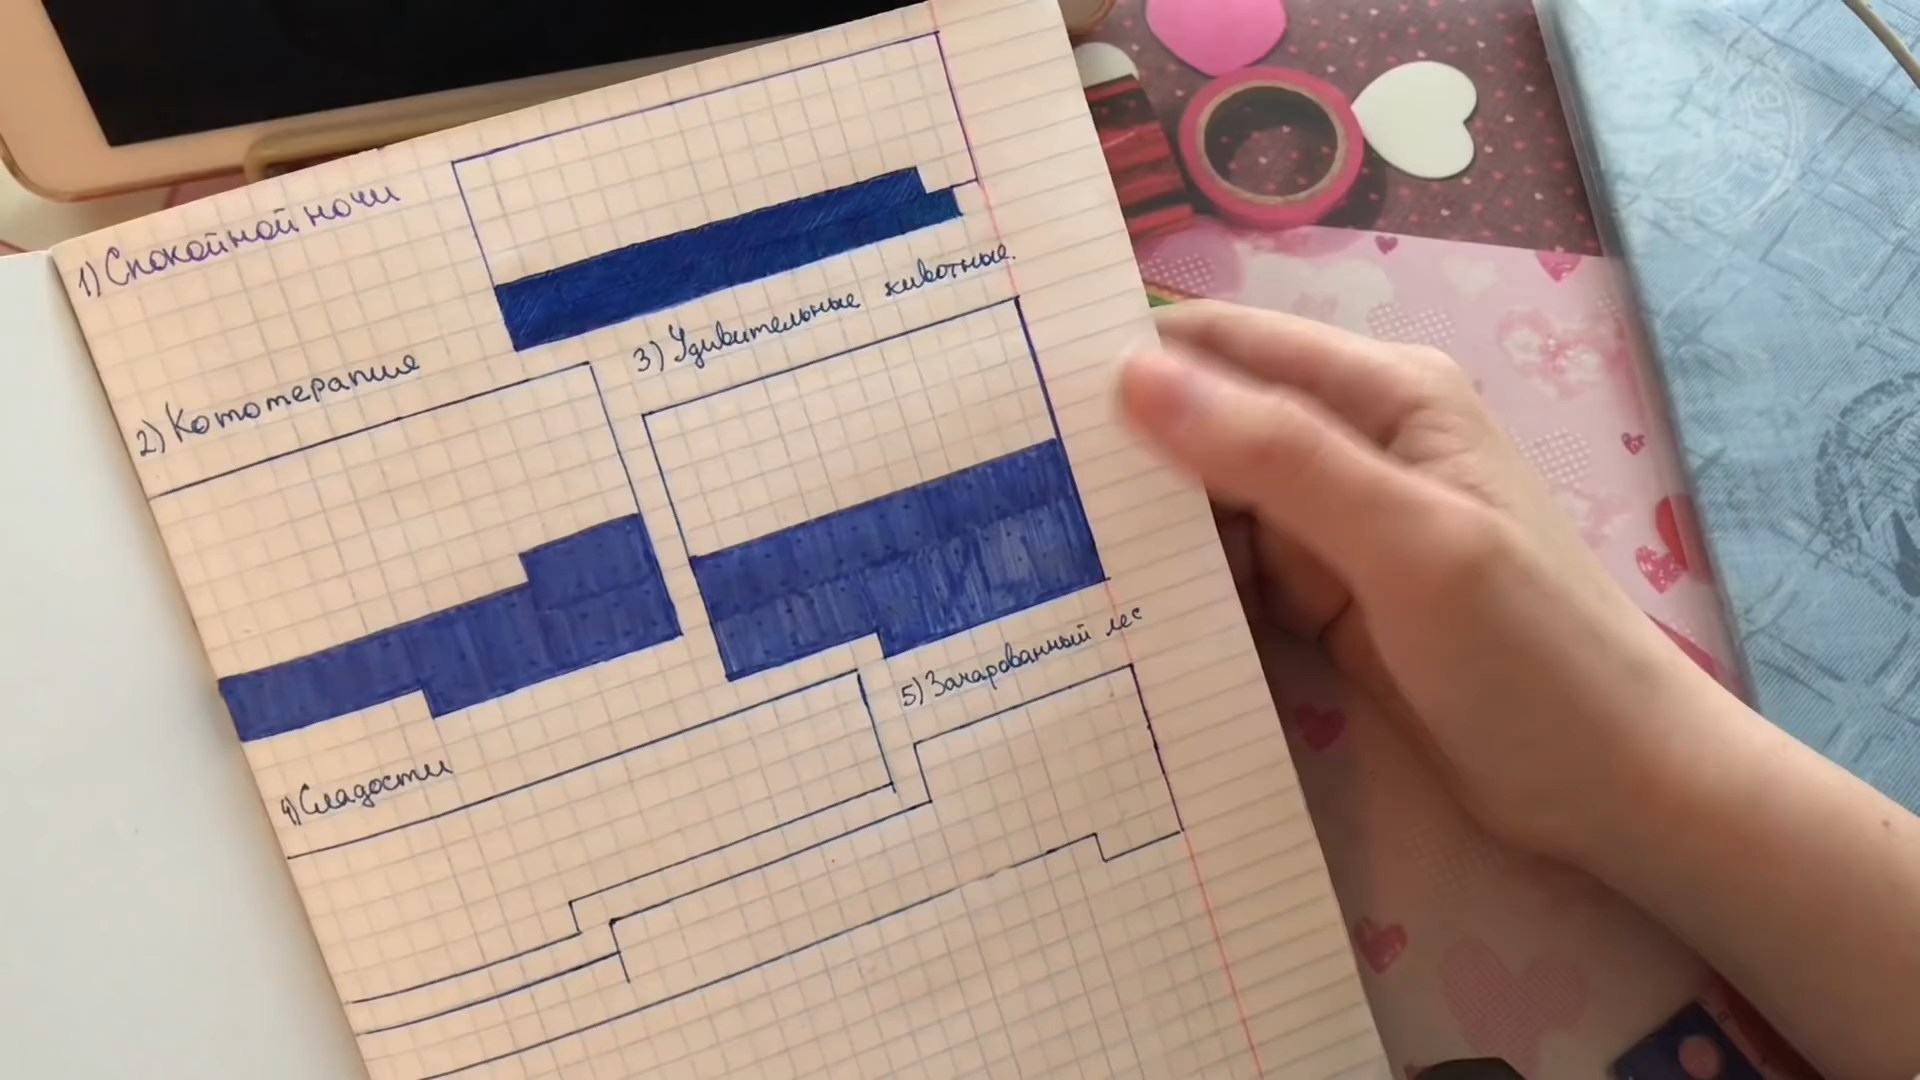 1) Спокойной ночи
2) Кототерапия
3) Удивительные животные.
4) Сладости
5) Зачарованный лес